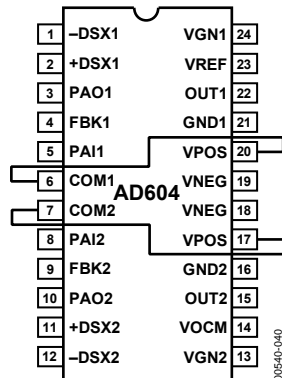 1 –DSX1 VGN1 24
2 +DSX1 VREF 23
3 PAO1 OUT1 22
4 FBK1 GND1 21
5 PAI1 VPOS 20
6 COM1 VNEG 19
AD604
7 COM2 VNEG 18
8 PAI2 VPOS 17
9 FBK2 GND2 16
10 PAO2 OUT2 15
11 +DSX2 VOCM 14
12 –DSX2 VGN2 13
00540-040